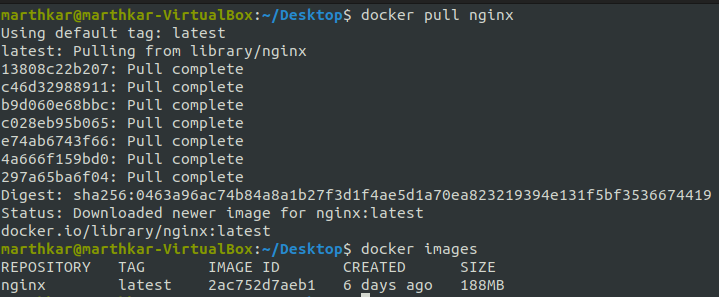 marthkar@marthkar-VirtualBox:~/Desktop$ docker pull nginx
Using default tag: latest
latest: Pulling from library/nginx
13808c22b207: Pull complete
c46d32988911: Pull complete
b9d060e68bbc: Pull complete
c028eb95b065: Pull complete
e74ab6743f66: Pull complete
4a666f159bd0: Pull complete
297a65ba6f04: Pull complete
Digest: sha256:0463a96ac74b84a8a1b27f3d1f4ae5d1a70ea823219394e131f5bf3536674419
Status: Downloaded newer image for nginx:latest
docker.io/library/nginx:latest
marthkar@marthkar-VirtualBox:~/Desktop$ docker images
REPOSITORY   TAG       IMAGE ID       CREATED      SIZE
nginx        latest    2ac752d7aeb1   6 days ago   188MB